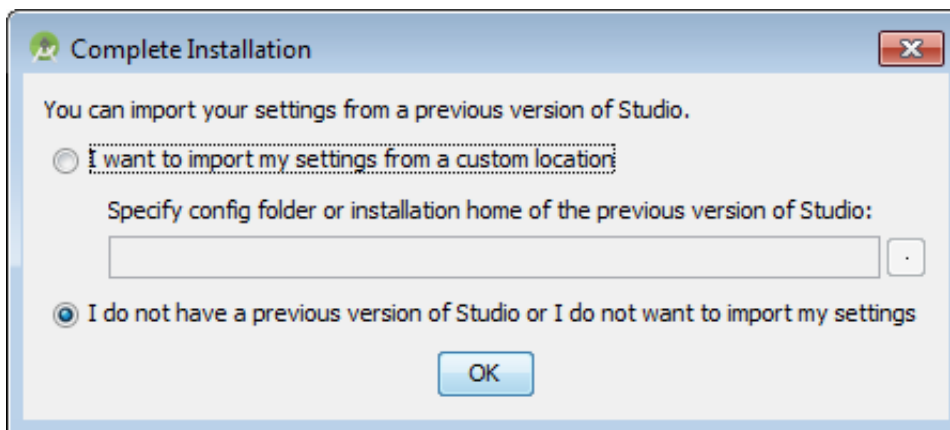 Complete Installation
You can import your settings from a previous version of Studio.
I want to import my settings from a custom location
Specify config folder or installation home of the previous version of Studio:
.
I do not have a previous version of Studio or I do not want to import my settings
OK